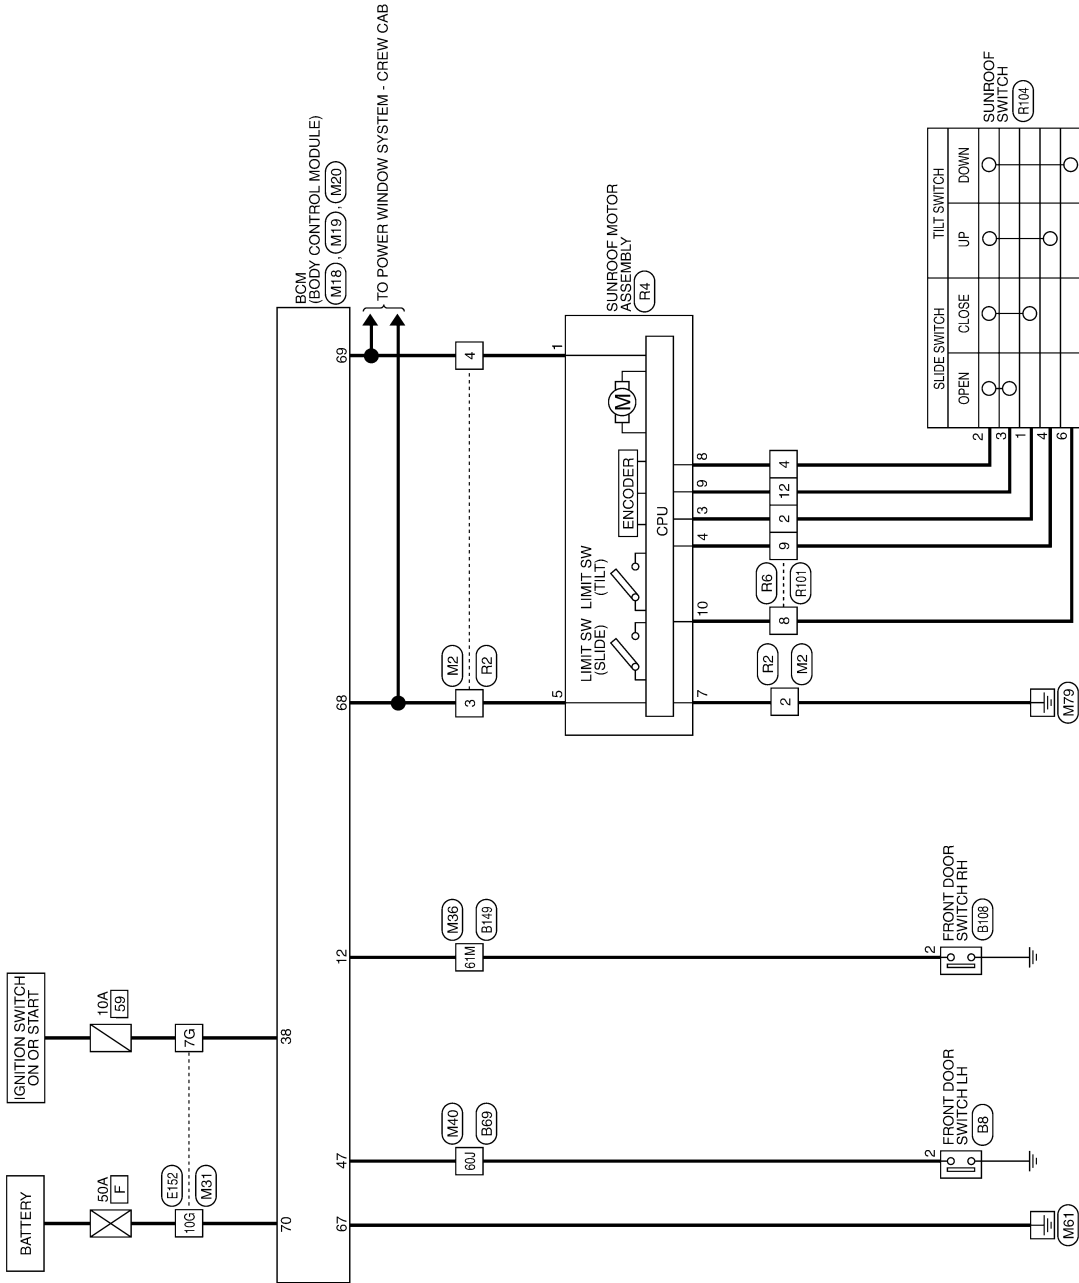 BATTERY
50A
F
E152
10G
M31
70
IGNITION SWITCH
ON OR START
10A
59
7G
38
BCM
(BODY CONTROL MODULE)
M18 , M19 , M20
67
47
12
68
69
TO POWER WINDOW SYSTEM - CREW CAB
M40
60J
B69
M36
61M
B149
M2
3
R2
4
5
1
SUNROOF MOTOR
ASSEMBLY
R4
LIMIT SW
(SLIDE)
LIMIT SW
(TILT)
ENCODER
M
CPU
7
10
4
3
9
8
R2
2
M2
R6
8
R101
9
2
12
4
M61
2
FRONT DOOR
SWITCH LH
B8
2
FRONT DOOR
SWITCH RH
B108
M79
SLIDE SWITCH
TILT SWITCH
OPEN
CLOSE
UP
DOWN
2
3
1
4
6
SUNROOF
SWITCH
R104